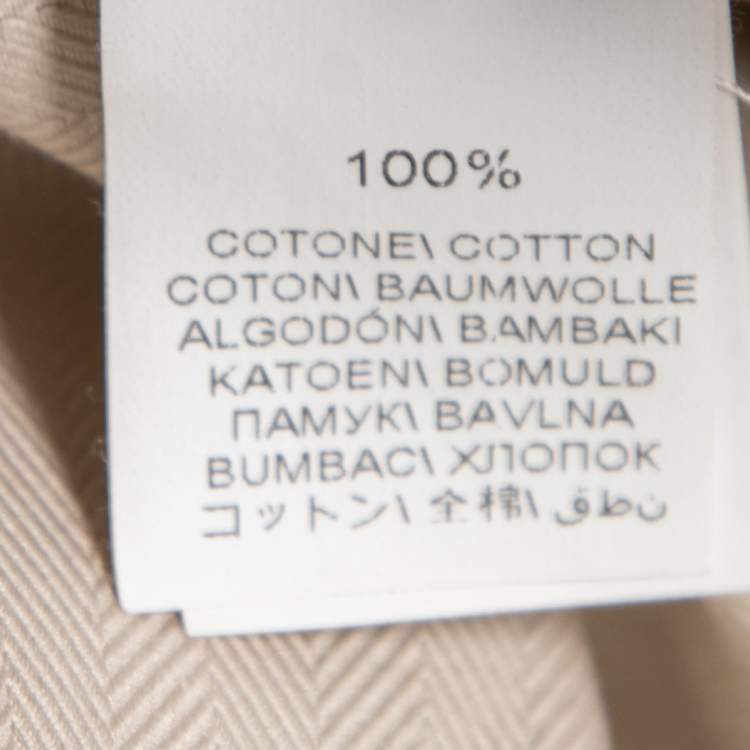 100%
COTONE\ COTTON
COTON\ BAUMWOLLE
ALGODÓN\ BAMBAKI
KATOEN\ BOMULD
ПАМУК\ BAVLNA
BUMBAC\ ХЛОПОК
コットン\ 全棉\ قطن